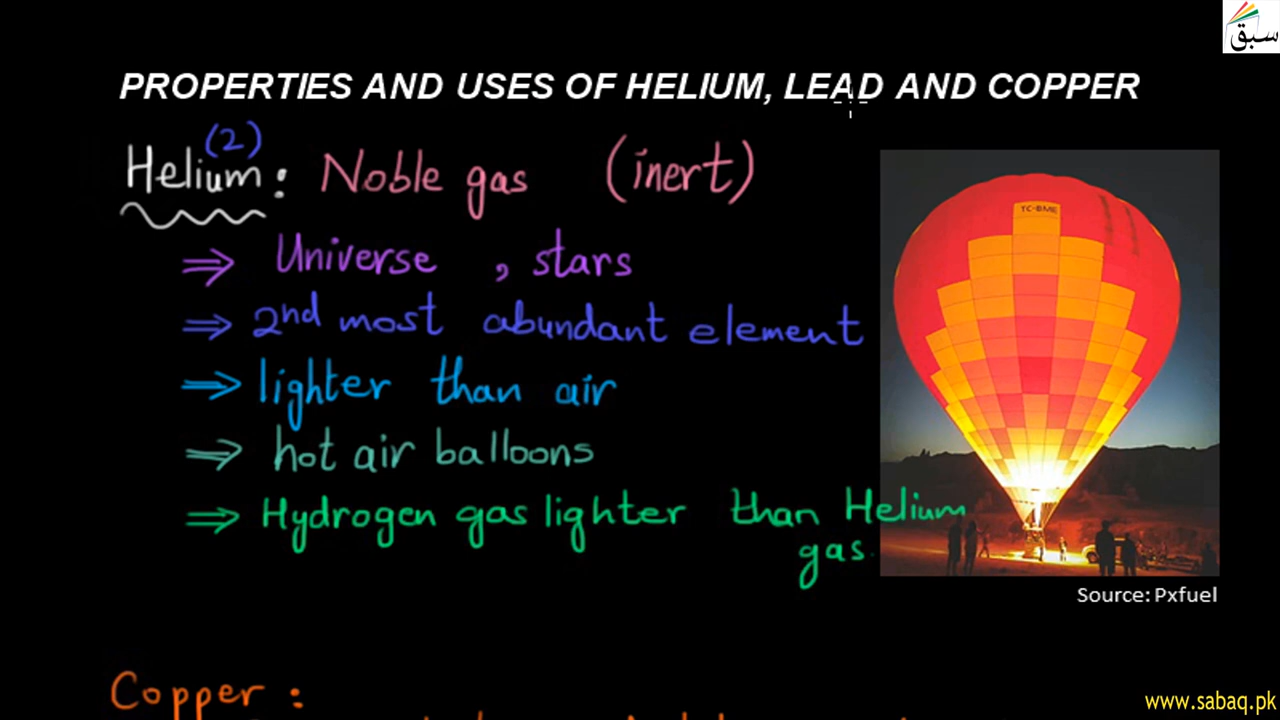 سبق
PROPERTIES AND USES OF HELIUM, LEAD AND COPPER
(2)
Helium: Noble gas (inert)
⇒ Universe, stars
⇒ 2nd most abundant element
⇒ lighter than air
⇒ hot air balloons
⇒ Hydrogen gas lighter than Helium
gas.
TC-BME
Source: Pxfuel
Copper:
www.sabaq.pk